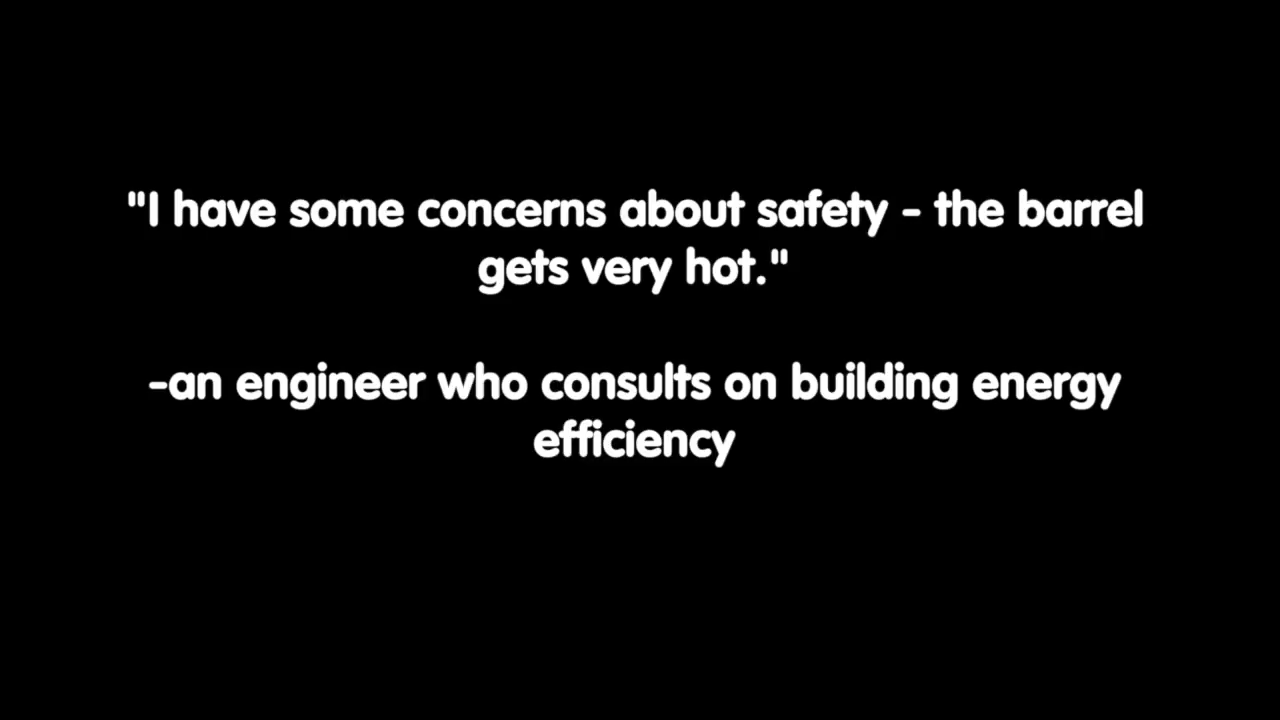 "I have some concerns about safety - the barrel
gets very hot."
-an engineer who consults on building energy
efficiency